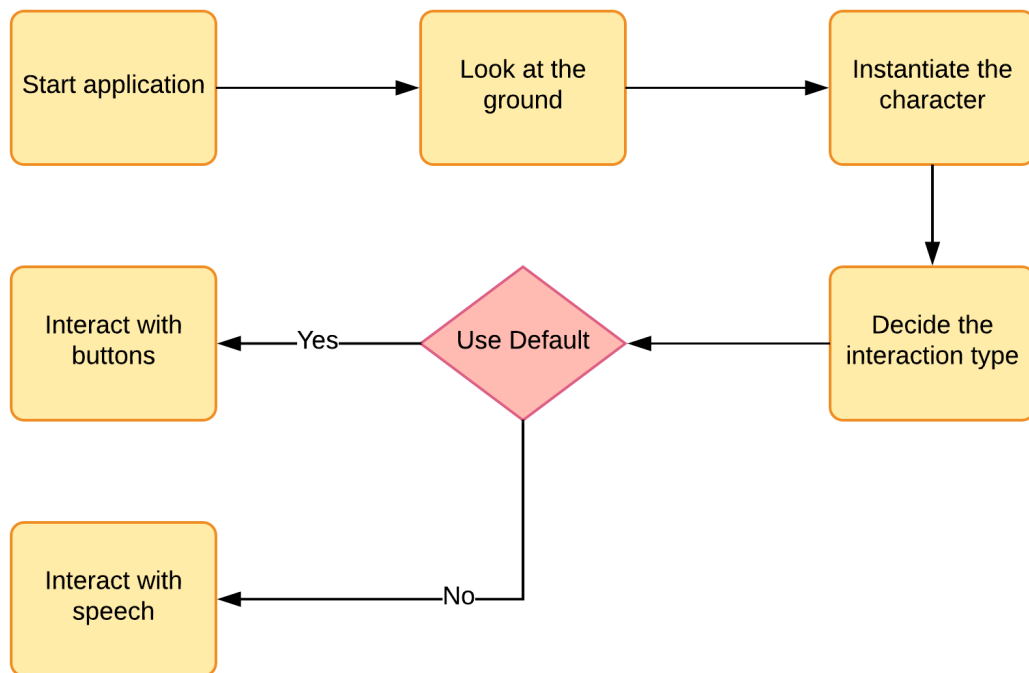 Start application
Look at the
ground
Instantiate the
character
Interact with
buttons
Yes
Use Default
Decide the
interaction type
Interact with
speech
No